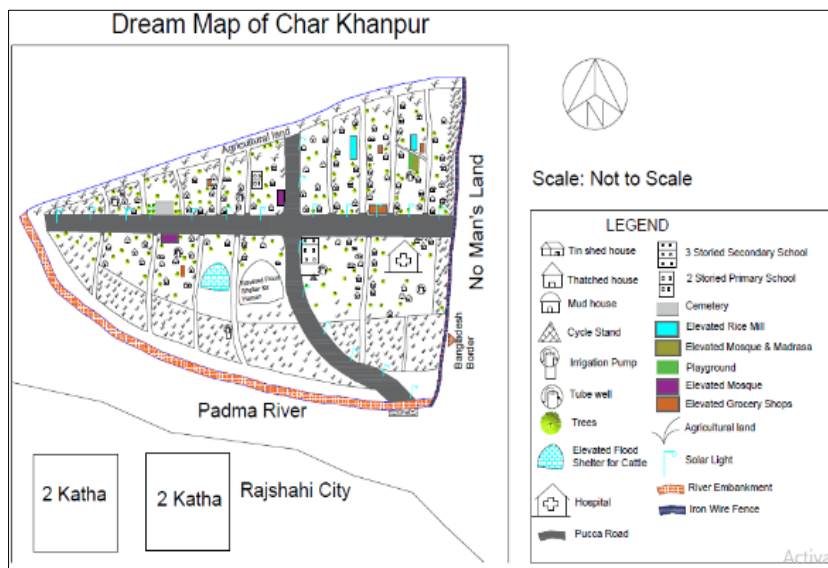 Dream Map of Char Khanpur
Agricultural land
No Man's Land
Elevated Flood
Shelter for
Human
Bangladesh
Border
Padma River
Rajshahi City
2 Katha
2 Katha
N
Scale: Not to Scale
LEGEND
Tin shed house
Thatched house
Mud house
Cycle Stand
Irrigation Pump
Tube well
Trees
Elevated Flood
Shelter for Cattle
Hospital
Pucca Road
3 Storied Secondary School
2 Storied Primary School
Cemetery
Elevated Rice Mill
Elevated Mosque & Madrasa
Playground
Elevated Mosque
Elevated Grocery Shops
Agricultural land
Solar Light
River Embankment
Iron Wire Fence
Activa